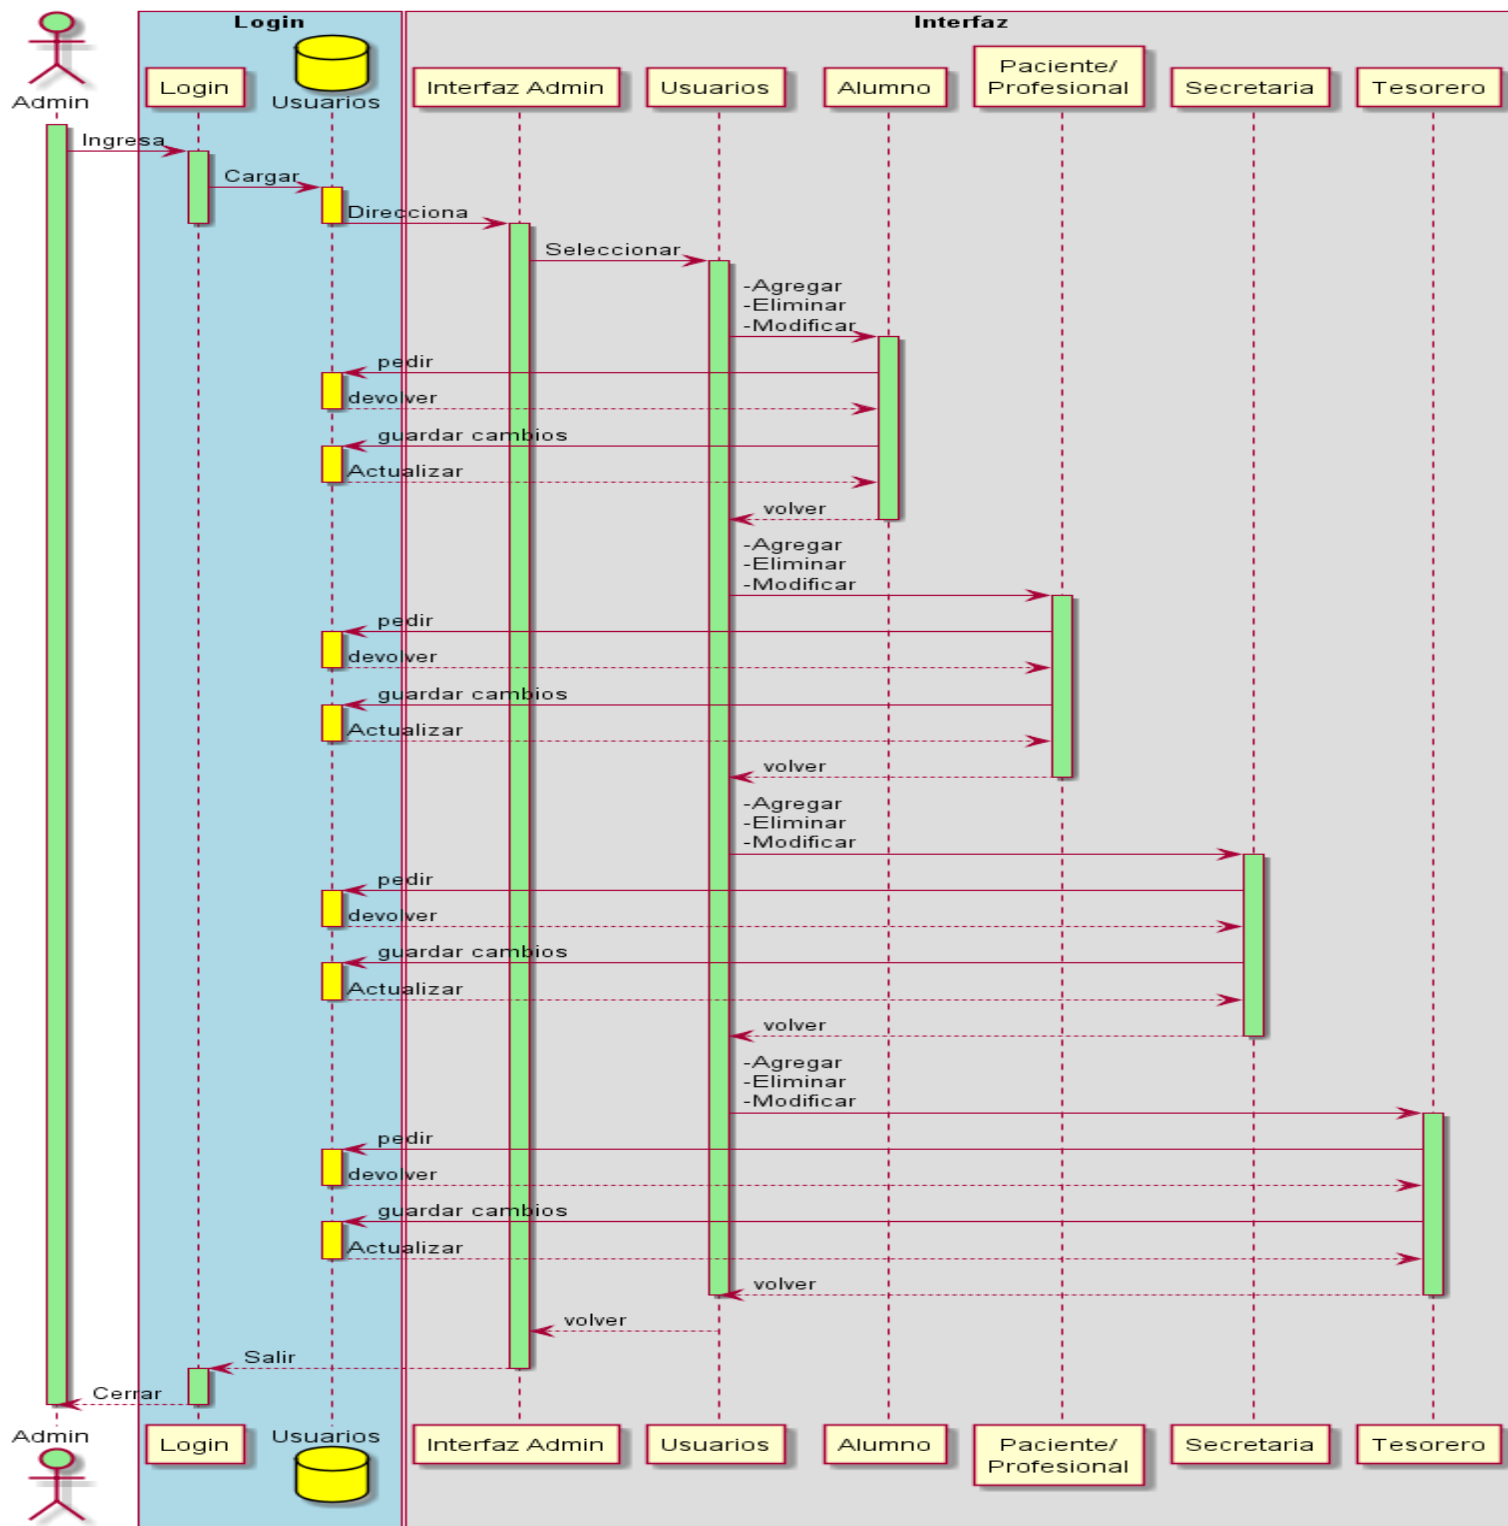 Login
Interfaz
Admin
Login
Usuarios
Interfaz Admin
Usuarios
Alumno
Paciente/
Profesional
Secretaria
Tesorero
Ingresa
Cargar
Direcciona
Seleccionar
-Agregar
-Eliminar
-Modificar
pedir
devolver
guardar cambios
Actualizar
volver
-Agregar
-Eliminar
-Modificar
pedir
devolver
guardar cambios
Actualizar
volver
-Agregar
-Eliminar
-Modificar
pedir
devolver
guardar cambios
Actualizar
volver
-Agregar
-Eliminar
-Modificar
pedir
devolver
guardar cambios
Actualizar
volver
volver
Salir
Cerrar
Admin
Login
Usuarios
Interfaz Admin
Usuarios
Alumno
Paciente/
Profesional
Secretaria
Tesorero